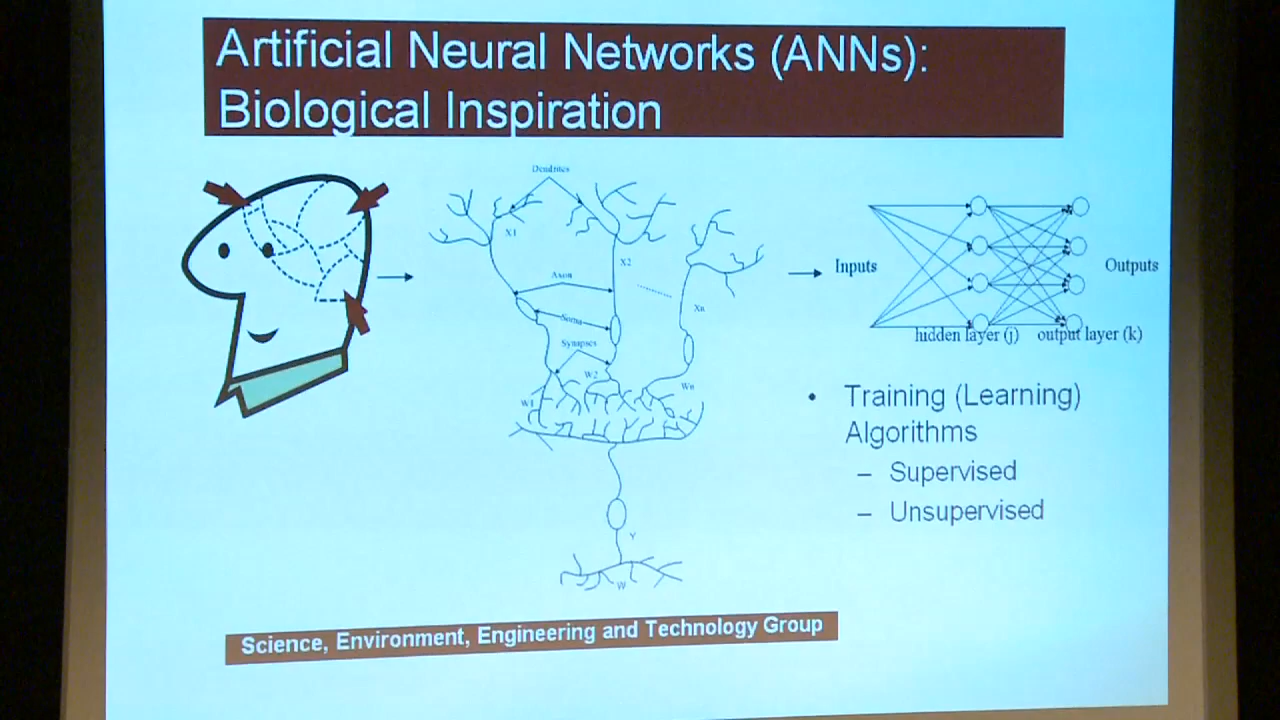 Artificial Neural Networks (ANNs):
Biological Inspiration
Dendrites
X1
X2
Axon
Xn
Soma
Synapses
W2
W1
Wn
Y
W
Inputs
Outputs
hidden layer (j) output layer (k)
• Training (Learning)
Algorithms
– Supervised
– Unsupervised
Science, Environment, Engineering and Technology Group